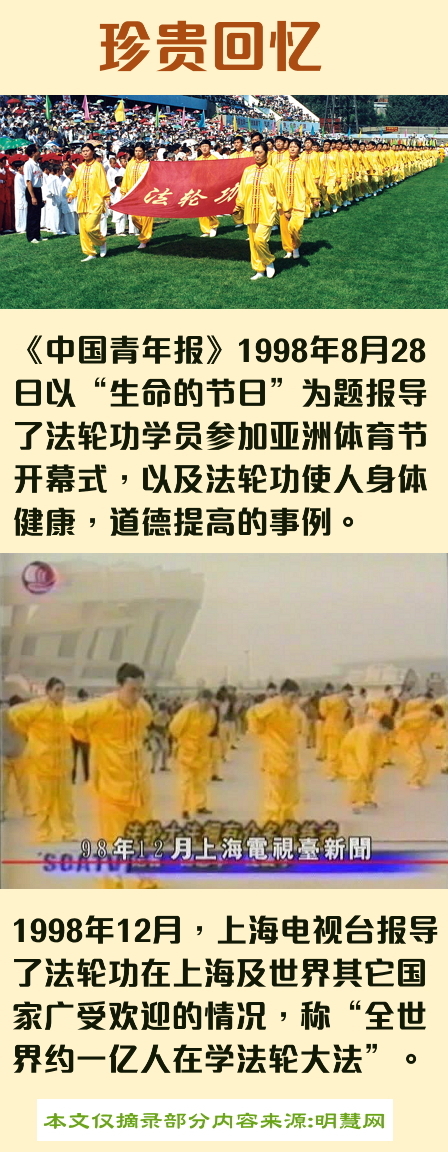 珍贵回忆
法轮功
《中国青年报》1998年8月28
日以“生命的节日”为题报导
了法轮功学员参加亚洲体育节
开幕式，以及法轮功使人身体
健康，道德提高的事例。
98年12月上海電視臺新聞
1998年12月，上海电视台报导
了法轮功在上海及世界其它国
家广受欢迎的情况，称“全世
界约一亿人在学法轮大法”。
本文仅摘录部分内容来源:明慧网